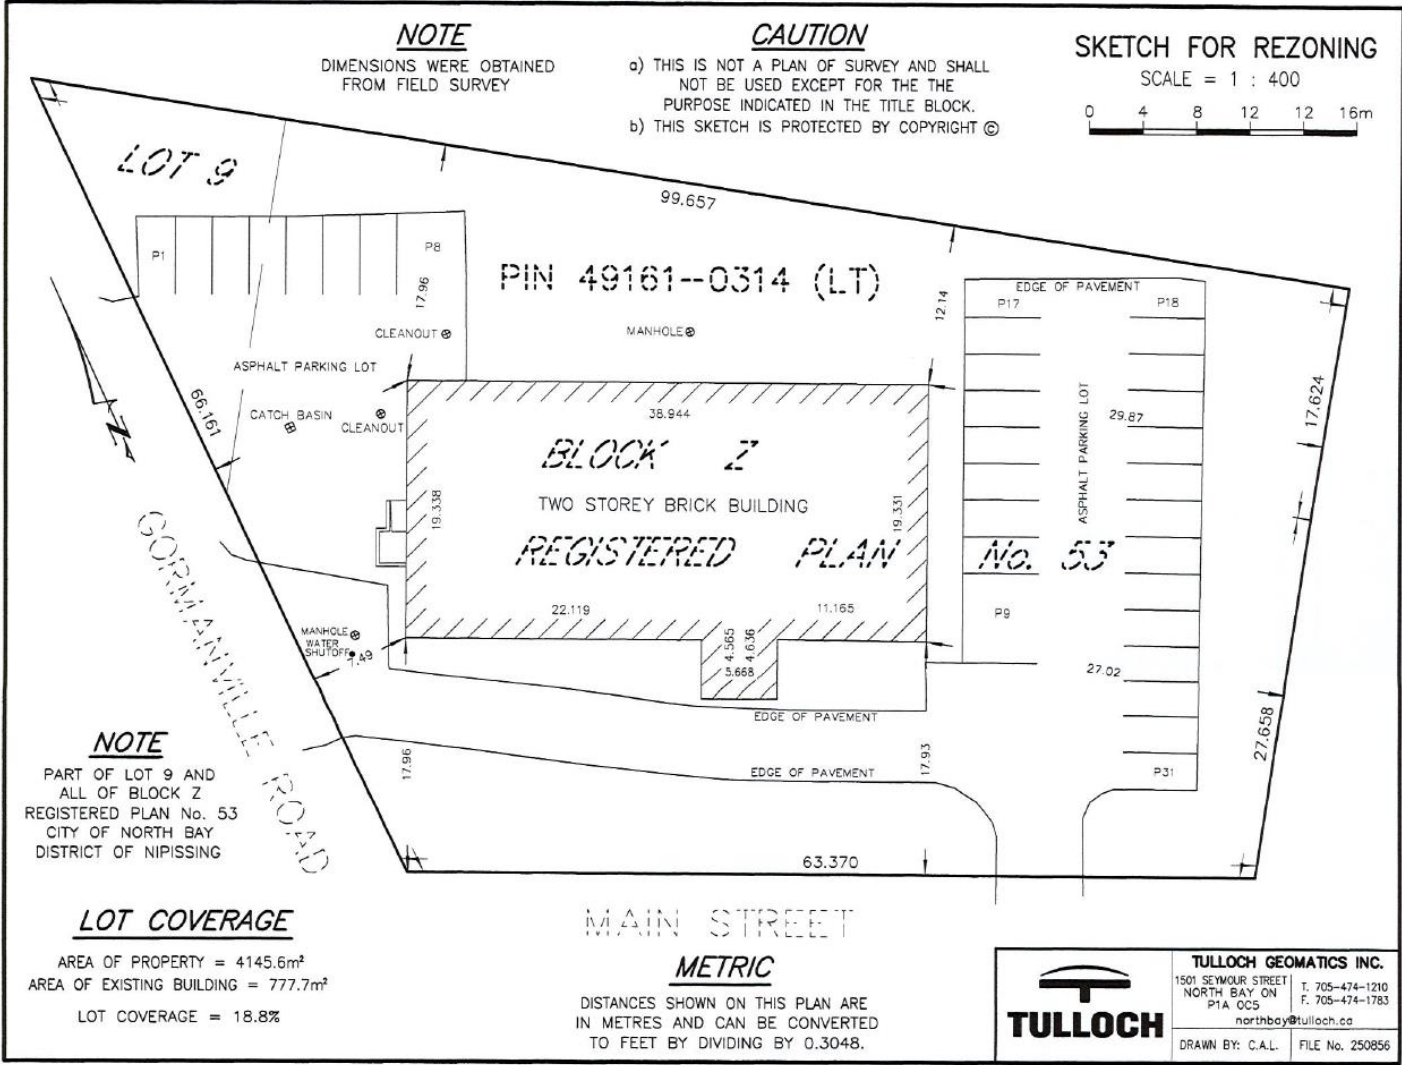 NOTE
DIMENSIONS WERE OBTAINED
FROM FIELD SURVEY
CAUTION
a) THIS IS NOT A PLAN OF SURVEY AND SHALL
NOT BE USED EXCEPT FOR THE THE
PURPOSE INDICATED IN THE TITLE BLOCK.
b) THIS SKETCH IS PROTECTED BY COPYRIGHT ©
SKETCH FOR REZONING
SCALE = 1 : 400
0 4 8 12 12 16m
LOT 9
99.657
P1
P8
17.96
PIN 49161--0314 (LT)
12.14
EDGE OF PAVEMENT
P17
P18
CLEANOUT
MANHOLE
ASPHALT PARKING LOT
66.161
CATCH BASIN
CLEANOUT
38.944
29.87
17.624
ASPHALT PARKING LOT
N
BLOCK Z
19.338
TWO STOREY BRICK BUILDING
19.331
REGISTERED PLAN No. 53
GORMANVILLE ROAD
22.119
11.165
P9
MANHOLE
WATER
SHUTOFF
7.49
4.565
4.636
5.668
27.02
27.658
EDGE OF PAVEMENT
17.96
17.93
EDGE OF PAVEMENT
P31
NOTE
PART OF LOT 9 AND
ALL OF BLOCK Z
REGISTERED PLAN No. 53
CITY OF NORTH BAY
DISTRICT OF NIPISSING
63.370
MAIN STREET
LOT COVERAGE
AREA OF PROPERTY = 4145.6m²
AREA OF EXISTING BUILDING = 777.7m²
LOT COVERAGE = 18.8%
METRIC
DISTANCES SHOWN ON THIS PLAN ARE
IN METRES AND CAN BE CONVERTED
TO FEET BY DIVIDING BY 0.3048.
TULLOCH
TULLOCH GEOMATICS INC.
1501 SEYMOUR STREET
NORTH BAY ON
P1A 0C5
T. 705-474-1210
F. 705-474-1783
northbay@tulloch.ca
DRAWN BY: C.A.L.
FILE No. 250856